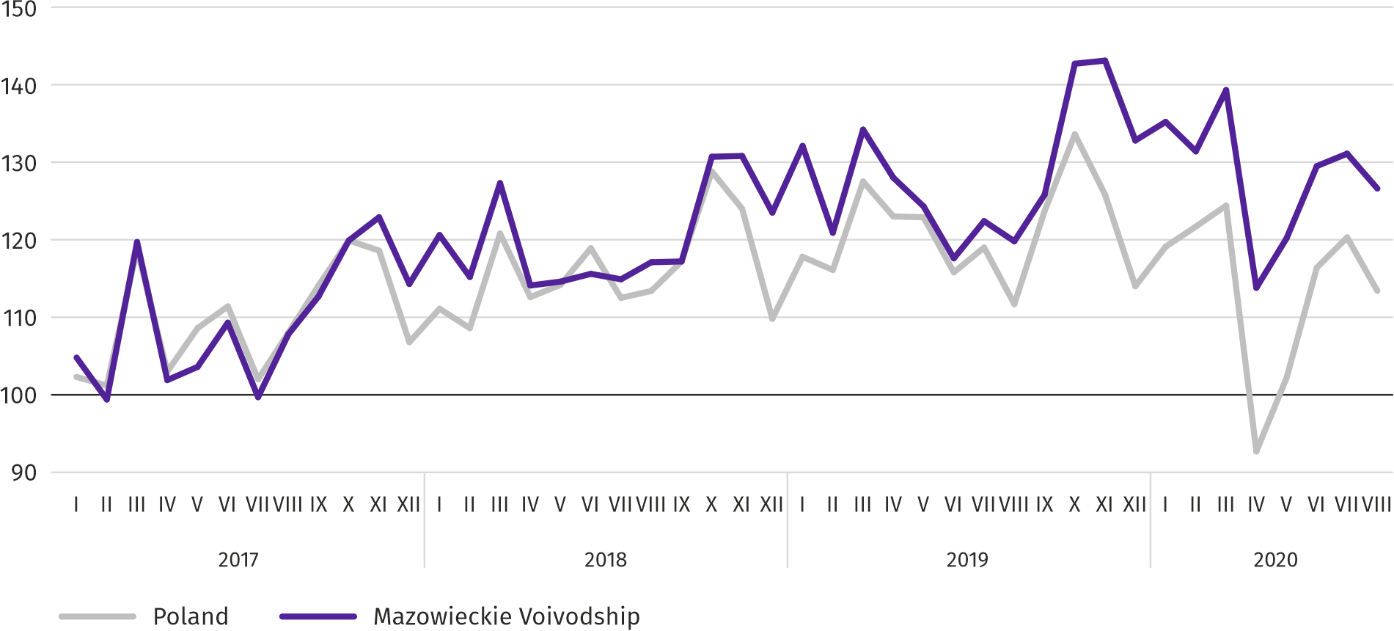 150
140
130
120
110
100
90
I II III IV V VI VII VIII IX X XI XII I II III IV V VI VII VIII IX X XI XII I II III IV V VI VII VIII IX X XI XII I II III IV V VI VII VIII
2017 2018 2019 2020
Poland Mazowieckie Voivodship